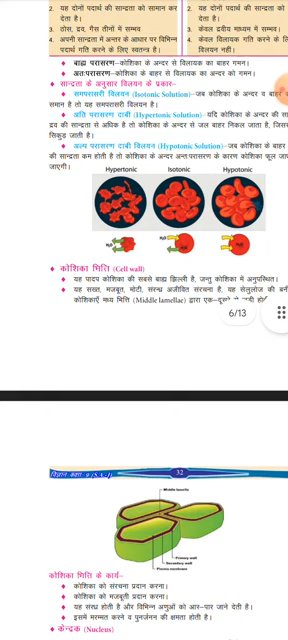 2. यह दोनों पदार्थ की सान्द्रता को सामान कर
देता है।
3. ठोस, द्रव, गैस तीनों में सम्भव
4. अपनी सान्द्रता में अन्तर के आधार पर विभिन्न
पदार्थ गति करने के लिए स्वतन्त्र है।
2. यह दोनों पदार्थ की सान्द्रता को
देता है।
3. केवल द्रवीय माध्यम में सम्भव।
4. केवल विलायक गति करने के
विलयन नहीं।
♦ बाह्य परासरण–कोशिका के अन्दर से विलायक का बाहर गमन।
♦ अतःपरासरण–कोशिका के बाहर से विलायक का अन्दर को गमन।
♦ सान्द्रता के अनुसार विलयन के प्रकार–
♦ समपरासरी विलयन (Isotonic Solution)–जब कोशिका के अन्दर व बाहर
समान है तो यह समपरासरी विलयन है।
♦ अति परासरण दाबी (Hypertonic Solution)–यदि कोशिका के अन्दर की
द्रव की सान्द्रता से अधिक है तो कोशिका के अन्दर से जल बाहर निकल जाता है,
सिकुड़ जाती है।
♦ अल्प परासरण दाबी विलयन (Hypotonic Solution)–जब कोशिका के बाहर
की सान्द्रता कम होती है तो कोशिका के अन्दर अन्तःपरासरण के कारण कोशिका फूल
जाएगी।
Hypertonic Isotonic Hypotonic
H₂O H₂O H₂O
♦ कोशिका भित्ति (Cell wall)
♦ यह पादप कोशिका की सबसे बाह्य झिल्ली है, जन्तु कोशिका में अनुपस्थित।
♦ यह सख्त, मजबूत, मोटी, संरन्ध्र अजीवित संरचना है, यह सेलुलोज की बनी
कोशिकाएँ मध्य भित्ति (Middle lamellae) द्वारा
6/13
विज्ञान कक्षा 9 (S.A.-I)
32
Middle lamella
Primary wall
Secondary wall
Plasma membrane
कोशिका भित्ति के कार्य–
♦ कोशिका को संरचना प्रदान करना।
♦ कोशिका को मजबूती प्रदान करना।
♦ यह संरध्र होती है और विभिन्न अणुओं को आर–पार जाने देती है।
♦ इसमें मरम्मत करने व पुनर्जनन की क्षमता होती है।
♦ केन्द्रक (Nucleus)